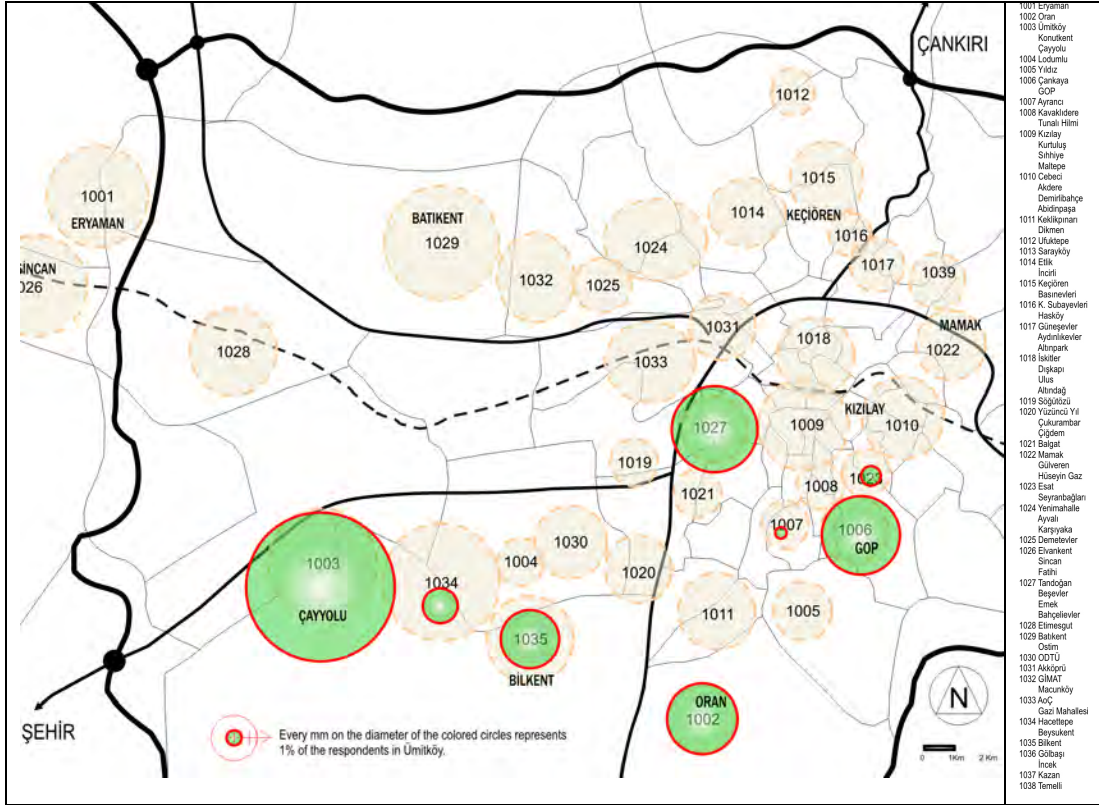 ÇANKIRI
1012
1015
1001
1014
KEÇİÖREN
ERYAMAN
BATIKENT
1029
1024
1016
1017
1039
SİNCAN
026
1032
1025
1031
MAMAK
1028
1033
1018
1022
KIZILAY
1027
1009
1010
1019
1023
1021
1008
1007
1006
GOP
1003
1034
1004
1030
1020
ÇAYYOLU
1011
1005
1035
BİLKENT
ORAN
1002
N
ŞEHİR
Every mm on the diameter of the colored circles represents
1% of the respondents in Ümitköy.
0 1Km 2 Km
1001 Eryaman
1002 Oran
1003 Ümitköy
Konutkent
Çayyolu
1004 Lodumlu
1005 Yıldız
1006 Çankaya
GOP
1007 Ayrancı
1008 Kavaklıdere
Tunalı Hilmi
1009 Kızılay
Kurtuluş
Sıhhiye
Maltepe
1010 Cebeci
Akdere
Demirlibahçe
Abidinpaşa
1011 Keklikpınarı
Dikmen
1012 Ufuktepe
1013 Sarayköy
1014 Etlik
İncirli
1015 Keçiören
Basınevleri
1016 K. Subayevleri
Hasköy
1017 Güneşevler
Aydınlıkevler
Altınpark
1018 İskitler
Dışkapı
Ulus
Altındağ
1019 Söğütözü
1020 Yüzüncü Yıl
Çukurambar
Çiğdem
1021 Balgat
1022 Mamak
Gülveren
Hüseyin Gaz
1023 Esat
Seyranbağları
1024 Yenimahalle
Ayvalı
Karşıyaka
1025 Demetevler
1026 Elvankent
Sincan
Fatihi
1027 Tandoğan
Beşevler
Emek
Bahçelievler
1028 Etimesgut
1029 Batıkent
Ostim
1030 ODTÜ
1031 Akköprü
1032 GİMAT
Macunköy
1033 AoÇ
Gazi Mahallesi
1034 Hacettepe
Beysukent
1035 Bilkent
1036 Gölbaşı
İncek
1037 Kazan
1038 Temelli